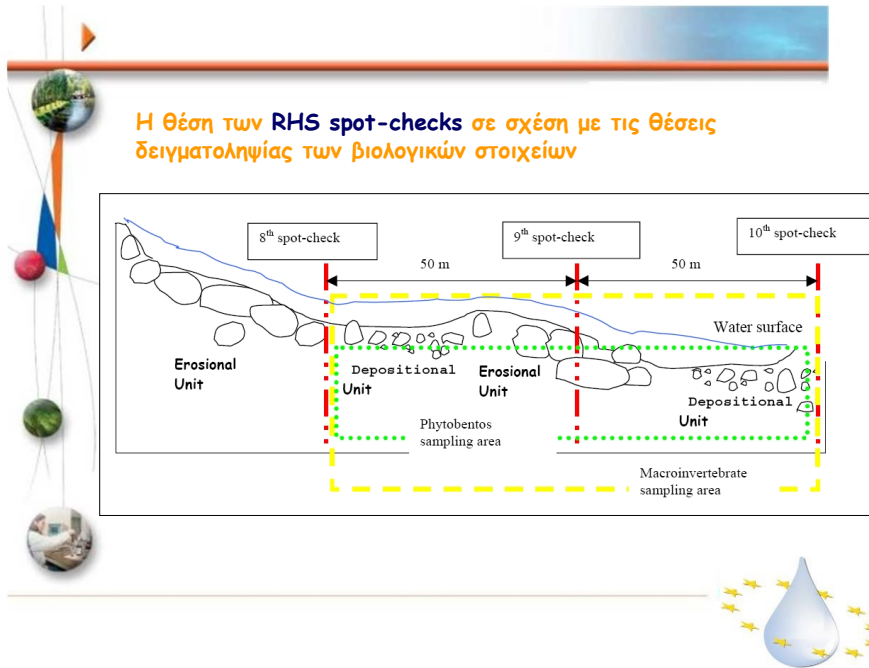 Η θέση των RHS spot-checks σε σχέση με τις θέσεις
δειγματοληψίας των βιολογικών στοιχείων
8th spot-check
9th spot-check
10th spot-check
50 m
50 m
Water surface
Erosional
Unit
Depositional
Unit
Erosional
Unit
Depositional
Unit
Phytobentos
sampling area
Macroinvertebrate
sampling area